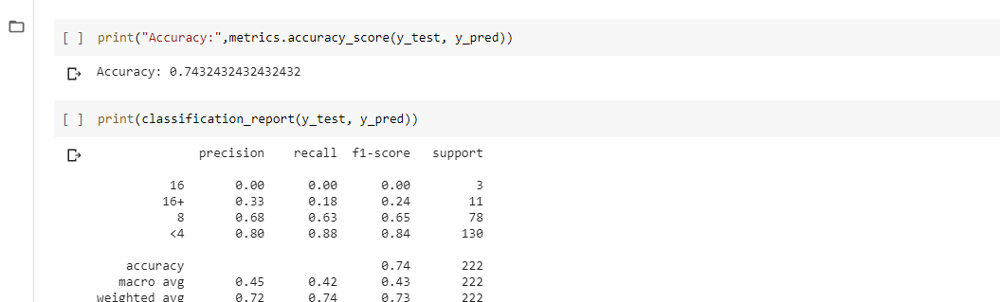 [ ] print("Accuracy:",metrics.accuracy_score(y_test, y_pred))
Accuracy: 0.7432432432432432
[ ] print(classification_report(y_test, y_pred))
precision recall f1-score support
16 0.00 0.00 0.00 3
16+ 0.33 0.18 0.24 11
8 0.68 0.63 0.65 78
<4 0.80 0.88 0.84 130
accuracy 0.74 222
macro avg 0.45 0.42 0.43 222
weighted avg 0.72 0.74 0.73 222